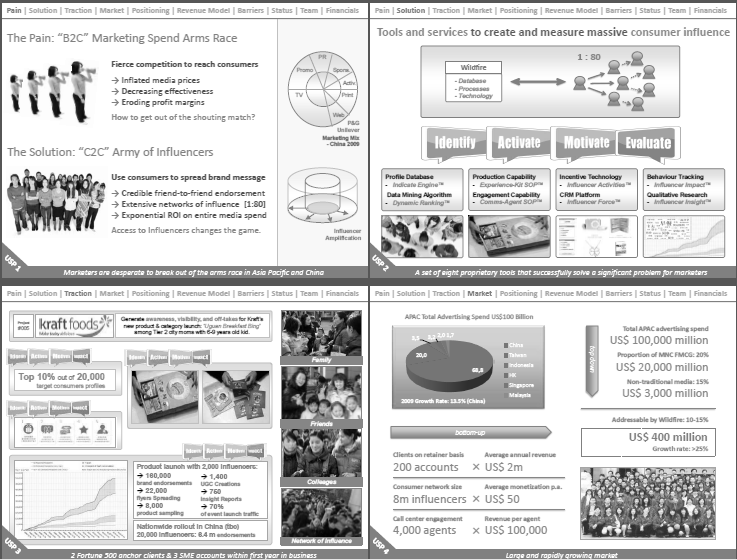 Pain | Solution | Traction | Market | Positioning | Revenue Model | Barriers | Status | Team | Financials
The Pain: “B2C” Marketing Spend Arms Race
Fierce competition to reach consumers
→ Inflated media prices
→ Decreasing effectiveness
→ Eroding profit margins
How to get out of the shouting match?
PR
Promo
Spons.
Activ.
Print
TV
Web
P&G
Unilever
Marketing Mix
- China 2009
The Solution: “C2C” Army of Influencers
Use consumers to spread brand message
→ Credible friend-to-friend endorsement
→ Extensive networks of influence [1:80]
→ Exponential ROI on entire media spend
Access to Influencers changes the game.
Influencer
Amplification
USP 1
Marketers are desperate to break out of the arms race in Asia Pacific and China
Pain | Solution | Traction | Market | Positioning | Revenue Model | Barriers | Status | Team | Financials
Tools and services to create and measure massive consumer influence
Wildfire
- Database
- Processes
- Technology
1 : 80
Identify
Activate
Motivate
Evaluate
Profile Database
- Indicate Engine™
Data Mining Algorithm
- Dynamic Ranking™
Production Capability
- Experience-Kit SOP™
Engagement Capability
- Comms-Agent SOP™
Incentive Technology
- Influencer Activities™
CRM Platform
- Influencer Force™
Behaviour Tracking
- Influencer Impact™
Qualitative Research
- Influencer Insight™
USP 2
A set of eight proprietary tools that successfully solve a significant problem for marketers
Pain | Solution | Traction | Market | Positioning | Revenue Model | Barriers | Status | Team | Financials
Project
#005
kraft foods
Make today delicious
Generate awareness, visibility, and off-takes for Kraft's
new product & category launch: "Uguan Breakfast Bing"
among Tier 2 city moms with 6-9 years old kid.
Top 10% out of 20,000
target consumers profiles
Product launch with 2,000 influencers:
→ 160,000
brand endorsements
→ 22,000
flyers Spreading
→ 8,000
product sampling
→ 1,400
UGC Creations
→ 760
Insight Reports
→ 70%
of event launch traffic
Nationwide rollout in China (tbc)
20,000 influencers: 6.4 m endorsements
Family
Friends
Colleages
Network of Influence
USP 3
2 Fortune 500 anchor clients & 3 SME accounts within first year in business
Pain | Solution | Traction | Market | Positioning | Revenue Model | Barriers | Status | Team | Financials
APAC Total Advertising Spend US$100 Billion
20,0
68,8
China
Taiwan
Indonesia
HK
Singapore
Malaysia
2009 Growth Rate: 13.5% (China)
top-down
Total APAC advertising spend
US$ 100,000 million
Proportion of MNC FMCG: 20%
US$ 20,000 million
Non-traditional media: 15%
US$ 3,000 million
Addressable by Wildfire: 10-15%
US$ 400 million
Growth rate: >25%
bottom-up
Clients on retainer basis
200 accounts
×
Average annual revenue
US$ 2m
Consumer network size
8m influencers
×
Average monetization p.a.
US$ 50
Call center engagement
4,000 agents
×
Revenue per agent
US$ 100,000
USP 4
Large and rapidly growing market